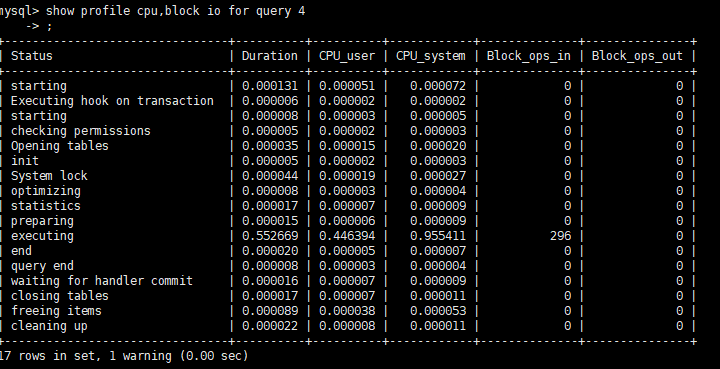 mysql> show profile cpu,block io for query 4
    -> ;
+--------------------------------+----------+----------+------------+--------------+---------------+
| Status                         | Duration | CPU_user | CPU_system | Block_ops_in | Block_ops_out |
+--------------------------------+----------+----------+------------+--------------+---------------+
| starting                       | 0.000131 | 0.000051 |   0.000072 |            0 |             0 |
| Executing hook on transaction  | 0.000006 | 0.000002 |   0.000002 |            0 |             0 |
| starting                       | 0.000008 | 0.000003 |   0.000005 |            0 |             0 |
| checking permissions           | 0.000005 | 0.000002 |   0.000003 |            0 |             0 |
| Opening tables                 | 0.000035 | 0.000015 |   0.000020 |            0 |             0 |
| init                           | 0.000005 | 0.000002 |   0.000003 |            0 |             0 |
| System lock                    | 0.000044 | 0.000019 |   0.000027 |            0 |             0 |
| optimizing                     | 0.000008 | 0.000003 |   0.000004 |            0 |             0 |
| statistics                     | 0.000017 | 0.000007 |   0.000009 |            0 |             0 |
| preparing                      | 0.000015 | 0.000006 |   0.000009 |            0 |             0 |
| executing                      | 0.552669 | 0.446394 |   0.955411 |          296 |             0 |
| end                            | 0.000020 | 0.000005 |   0.000007 |            0 |             0 |
| query end                      | 0.000008 | 0.000003 |   0.000004 |            0 |             0 |
| waiting for handler commit     | 0.000016 | 0.000007 |   0.000009 |            0 |             0 |
| closing tables                 | 0.000017 | 0.000007 |   0.000011 |            0 |             0 |
| freeing items                  | 0.000089 | 0.000038 |   0.000053 |            0 |             0 |
| cleaning up                    | 0.000022 | 0.000008 |   0.000011 |            0 |             0 |
+--------------------------------+----------+----------+------------+--------------+---------------+
17 rows in set, 1 warning (0.00 sec)